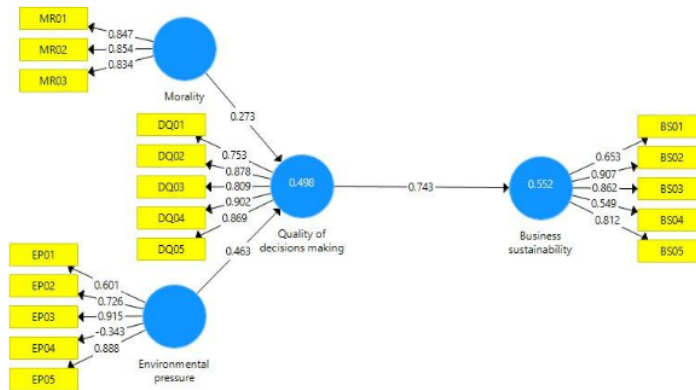 MR01
0.847
MR02
0.854
MR03
0.834
Morality
0.273
DQ01
0.753
DQ02
0.878
DQ03
0.809
DQ04
0.902
DQ05
0.869
0.498
Quality of
decisions making
0.743
0.552
Business
sustainability
BS01
0.653
BS02
0.907
BS03
0.862
BS04
0.549
BS05
0.812
0.463
EP01
0.601
EP02
0.726
EP03
0.915
EP04
-0.343
EP05
0.888
Environmental
pressure